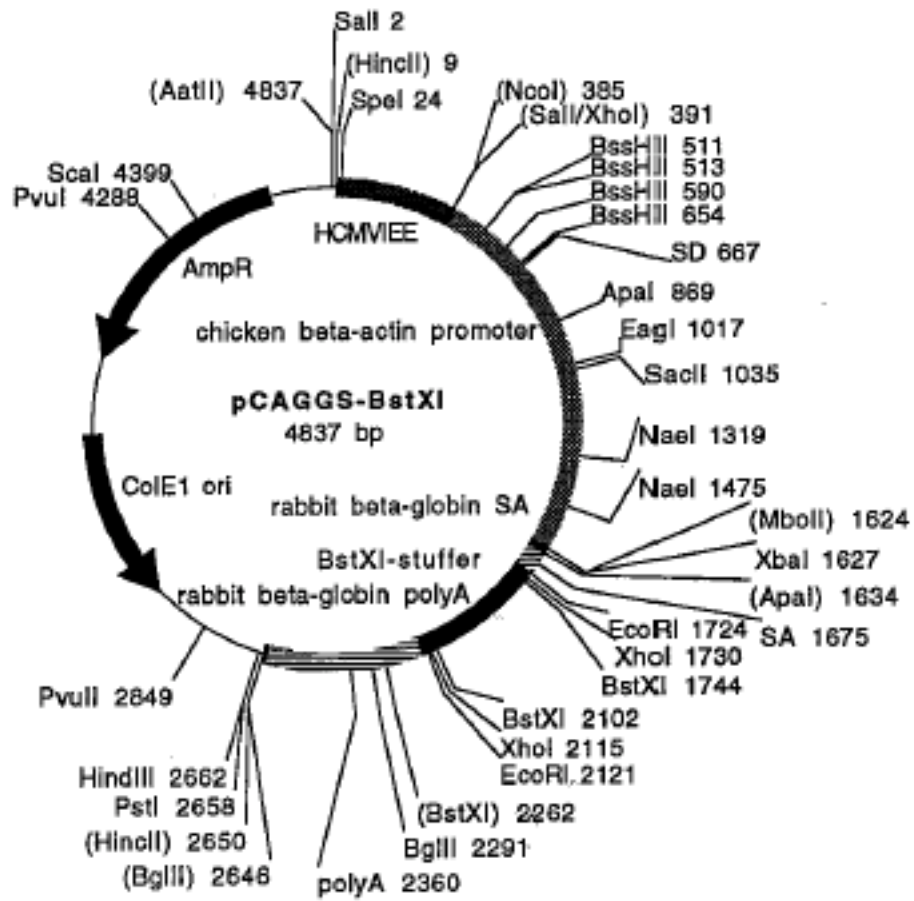 SalI 2
(HincII) 9
(AatII) 4837
SpeI 24
(NcoI) 385
(SalI/XhoI) 391
BssHII 511
BssHII 513
BssHII 590
BssHII 654
SD 667
ScaI 4399
PvuI 4288
HCMVIEE
AmpR
ApaI 869
chicken beta-actin promoter
EagI 1017
SacII 1035
pCAGGS-BstXI
4837 bp
NaeI 1319
ColE1 ori
NaeI 1475
rabbit beta-globin SA
(MboII) 1624
BstXI-stuffer
XbaI 1627
rabbit beta-globin polyA
(ApaI) 1634
EcoRI 1724
SA 1675
XhoI 1730
BstXI 1744
PvuII 2849
BstXI 2102
XhoI 2115
EcoRI 2121
HindIII 2662
PstI 2658
(BstXI) 2262
(HincII) 2650
BglII 2291
(BglII) 2646
polyA 2360